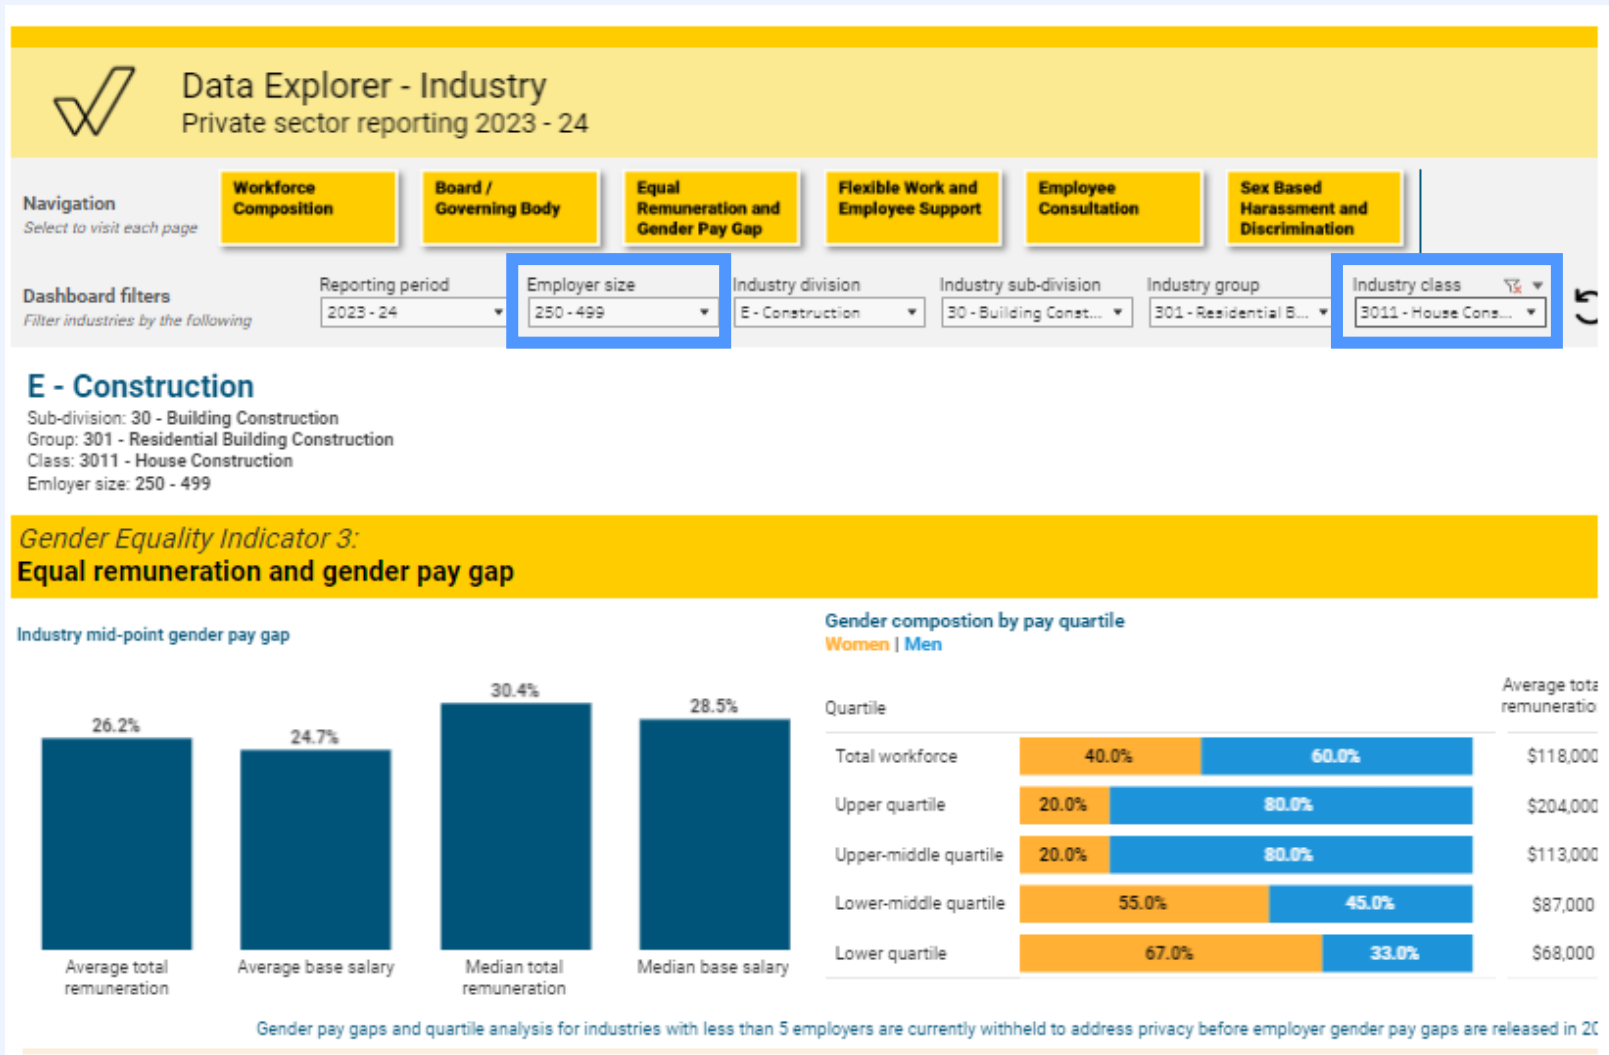 Data Explorer - Industry
Private sector reporting 2023 - 24
Navigation
Select to visit each page
Workforce
Composition
Board /
Governing Body
Equal
Remuneration and
Gender Pay Gap
Flexible Work and
Employee Support
Employee
Consultation
Sex Based
Harassment and
Discrimination
Dashboard filters
Filter industries by the following
Reporting period
2023 - 24
Employer size
250 - 499
Industry division
E - Construction
Industry sub-division
30 - Building Const...
Industry group
301 - Residential B...
Industry class
3011 - House Cons...
E - Construction
Sub-division: 30 - Building Construction
Group: 301 - Residential Building Construction
Class: 3011 - House Construction
Emloyer size: 250 - 499
Gender Equality Indicator 3:
Equal remuneration and gender pay gap
Industry mid-point gender pay gap
26.2%
24.7%
30.4%
28.5%
Average total
remuneration
Average base salary
Median total
remuneration
Median base salary
Gender compostion by pay quartile
Women | Men
Quartile
Average tota
remuneratio
Total workforce 40.0% 60.0% $118,000
Upper quartile 20.0% 80.0% $204,000
Upper-middle quartile 20.0% 80.0% $113,000
Lower-middle quartile 55.0% 45.0% $87,000
Lower quartile 67.0% 33.0% $68,000
Gender pay gaps and quartile analysis for industries with less than 5 employers are currently withheld to address privacy before employer gender pay gaps are released in 20